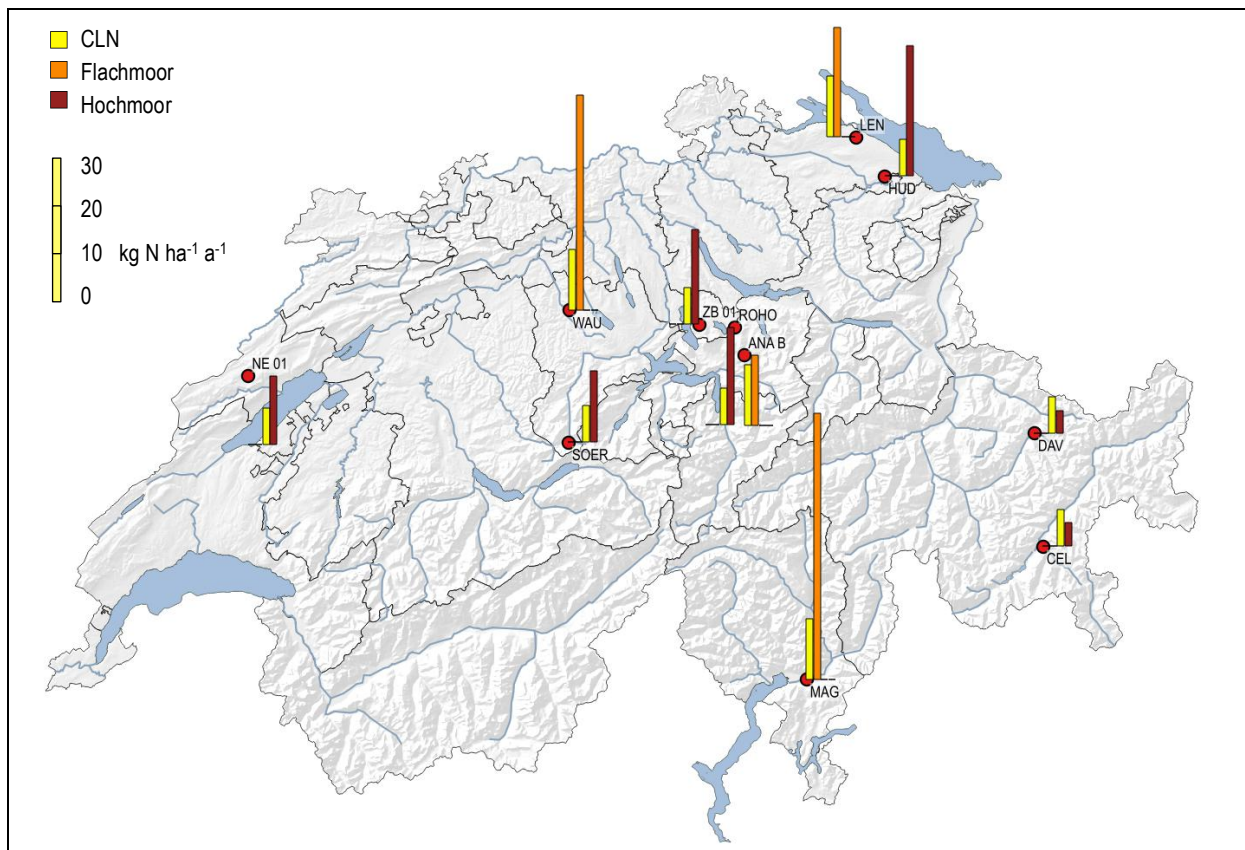 CLN
Flachmoor
Hochmoor
30
20
10 kg N ha⁻¹ a⁻¹
0
LEN
HUD
WAU
ZB 01
ROHO
ANA B
NE 01
SOER
DAV
CEL
MAG